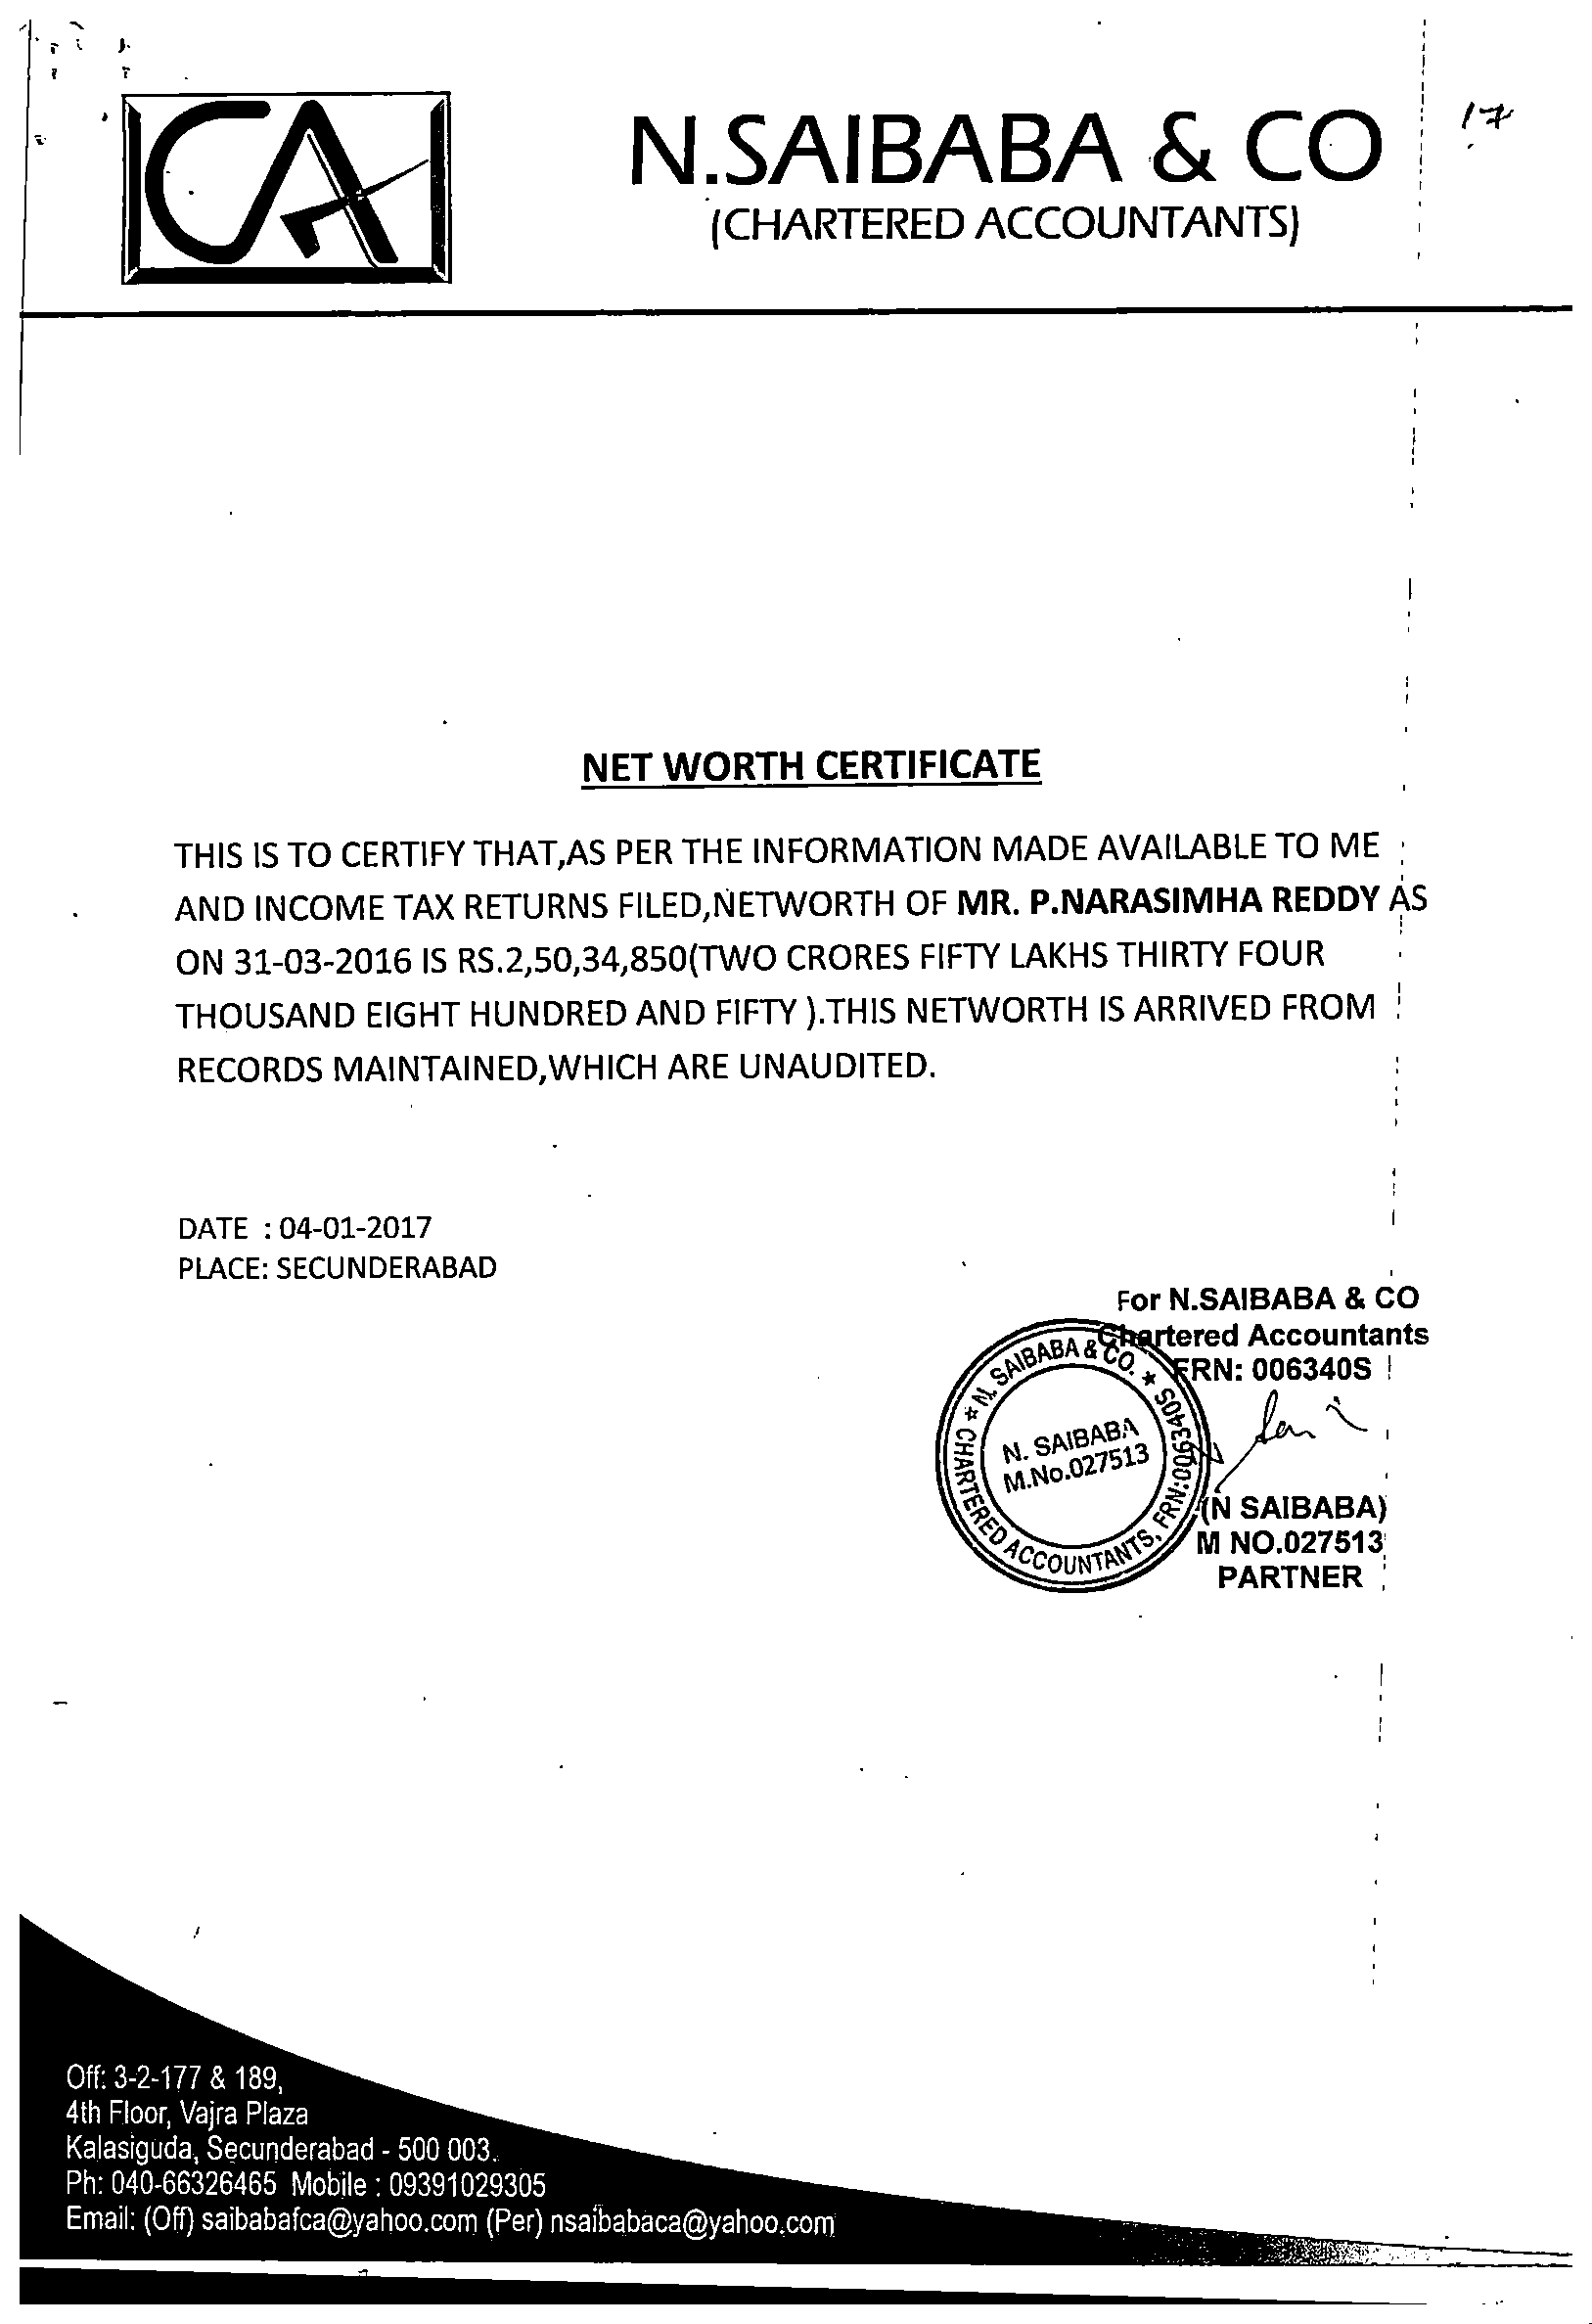 CA
N.SAIBABA & CO
17
(CHARTERED ACCOUNTANTS)
NET WORTH CERTIFICATE
THIS IS TO CERTIFY THAT,AS PER THE INFORMATION MADE AVAILABLE TO ME
AND INCOME TAX RETURNS FILED,NETWORTH OF MR. P.NARASIMHA REDDY AS
ON 31-03-2016 IS RS.2,50,34,850(TWO CRORES FIFTY LAKHS THIRTY FOUR
THOUSAND EIGHT HUNDRED AND FIFTY ).THIS NETWORTH IS ARRIVED FROM
RECORDS MAINTAINED,WHICH ARE UNAUDITED.
DATE : 04-01-2017
PLACE: SECUNDERABAD
For N.SAIBABA & CO
Chartered Accountants
FRN: 006340S
★ N. SAIBABA & CO. ★ CHARTERED ACCOUNTANTS, FRN:006340S
N. SAIBABA
M.No.027513
(N SAIBABA)
M NO.027513
PARTNER
Off: 3-2-177 & 189,
4th Floor, Vajra Plaza
Kalasiguda, Secunderabad - 500 003.
Ph: 040-66326465 Mobile : 09391029305
Email: (Off) saibabafca@yahoo.com (Per) nsaibabaca@yahoo.com